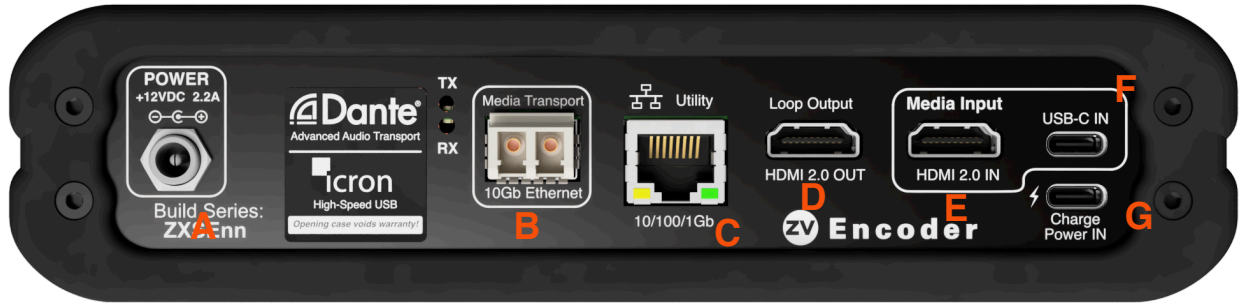 POWER
+12VDC 2.2A
Build Series:
ZXSEnn
A
Dante®
Advanced Audio Transport
icron
High-Speed USB
Opening case voids warranty!
TX
RX
Media Transport
10Gb Ethernet
B
Utility
10/100/1Gb
C
Loop Output
HDMI 2.0 OUT
D
Media Input
HDMI 2.0 IN
E
F
USB-C IN
Charge
Power IN
G
ZV Encoder